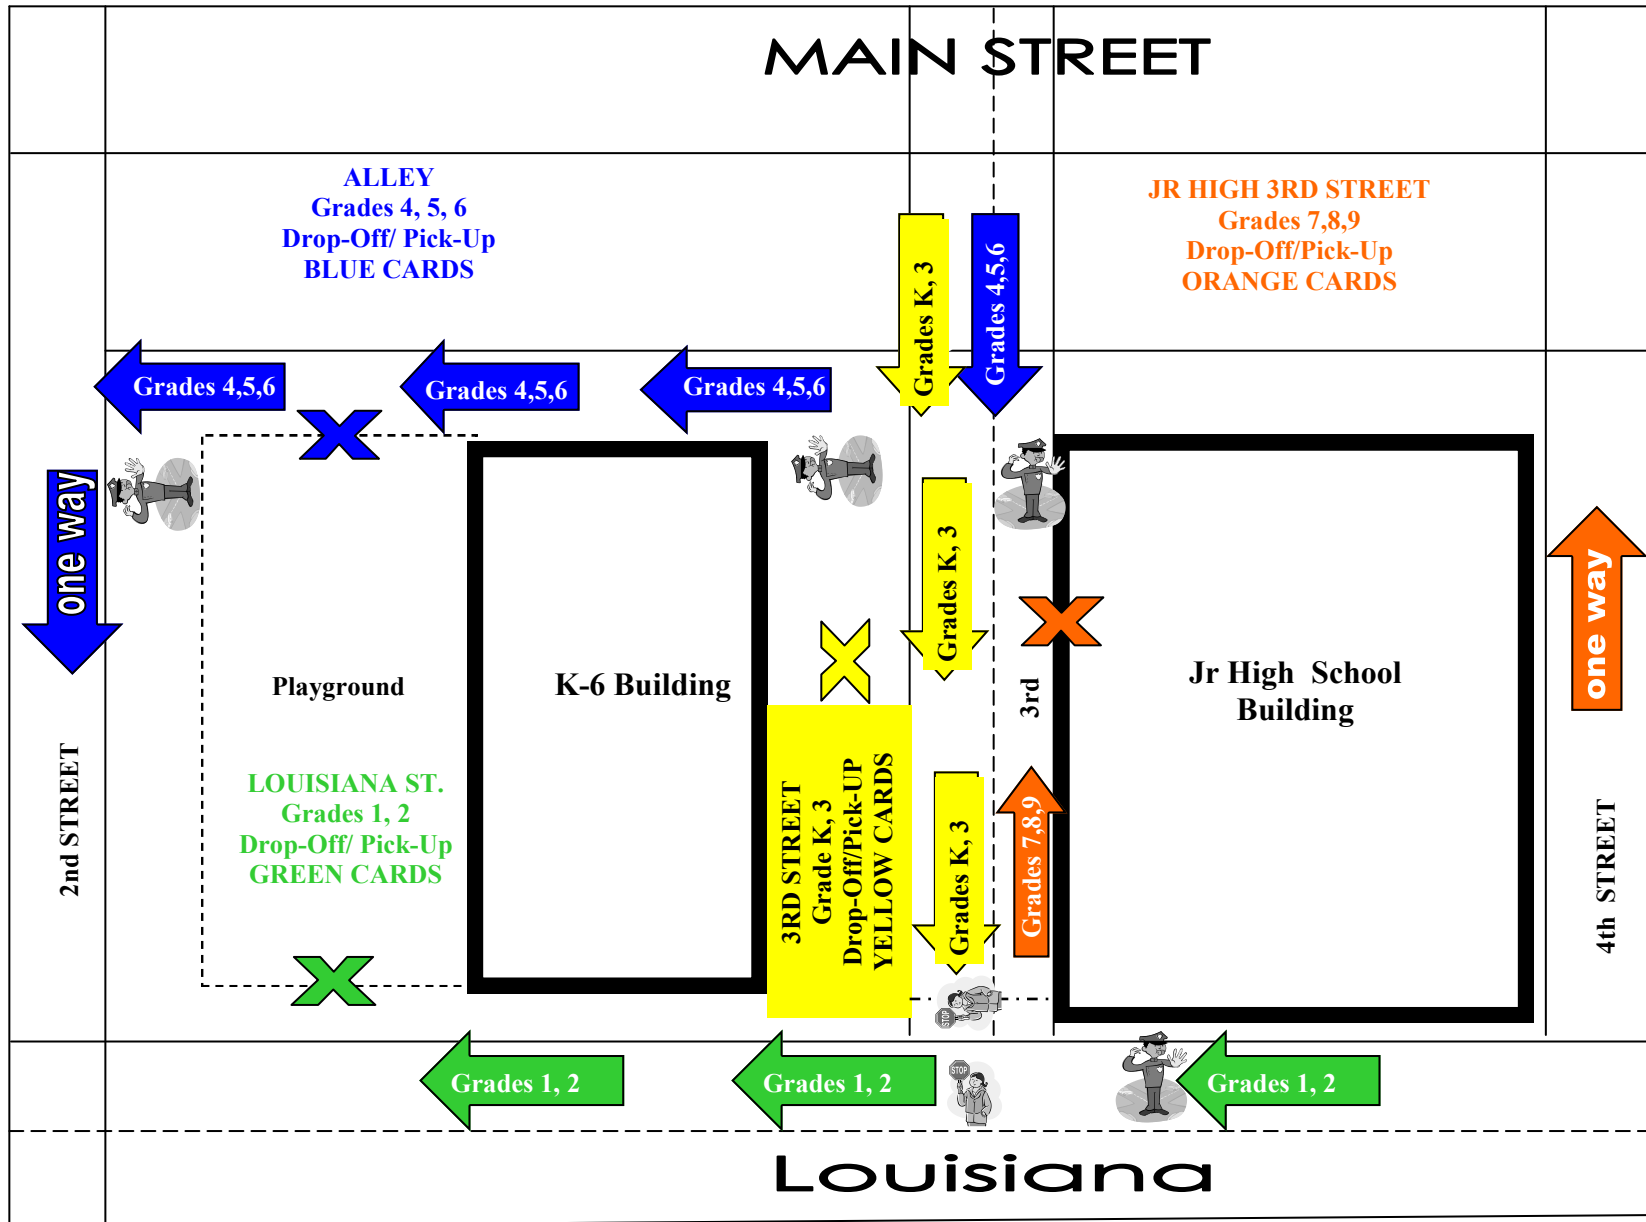 MAIN STREET
ALLEY
Grades 4, 5, 6
Drop-Off/ Pick-Up
BLUE CARDS
JR HIGH 3RD STREET
Grades 7,8,9
Drop-Off/Pick-Up
ORANGE CARDS
Grades K, 3
Grades 4,5,6
Grades 4,5,6
Grades 4,5,6
Grades 4,5,6
one way
Grades K, 3
one way
Playground
K-6 Building
3rd
Jr High School
Building
2nd STREET
LOUISIANA ST.
Grades 1, 2
Drop-Off/ Pick-Up
GREEN CARDS
3RD STREET
Grade K, 3
Drop-Off/Pick-UP
YELLOW CARDS
Grades K, 3
Grades 7,8,9
4th STREET
STOP
STOP
Grades 1, 2
Grades 1, 2
Grades 1, 2
Louisiana